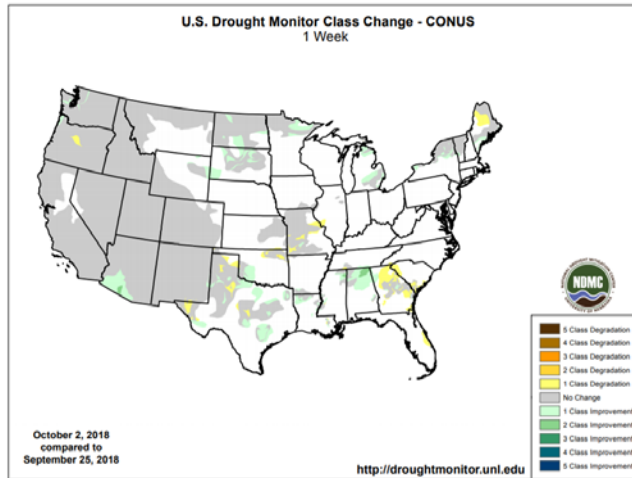 U.S. Drought Monitor Class Change - CONUS
1 Week
NDMC
5 Class Degradation
4 Class Degradation
3 Class Degradation
2 Class Degradation
1 Class Degradation
No Change
1 Class Improvement
2 Class Improvement
3 Class Improvement
4 Class Improvement
5 Class Improvement
October 2, 2018
compared to
September 25, 2018
http://droughtmonitor.unl.edu